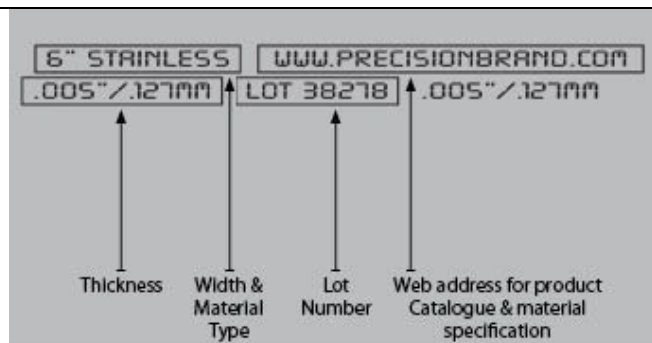 6" STAINLESS WWW.PRECISIONBRAND.COM
.005"/.127MM LOT 38278 .005"/.127MM
Thickness Width & Lot Web address for product
Material Number Catalogue & material
Type specification